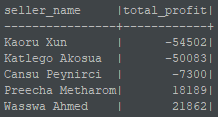 seller_name     |total_profit|
----------------+------------+
Kaoru Xun       |      -54502|
Katlego Akosua  |      -50083|
Cansu Peynirci  |       -7300|
Preecha Metharom|       18189|
Wasswa Ahmed    |       21862|